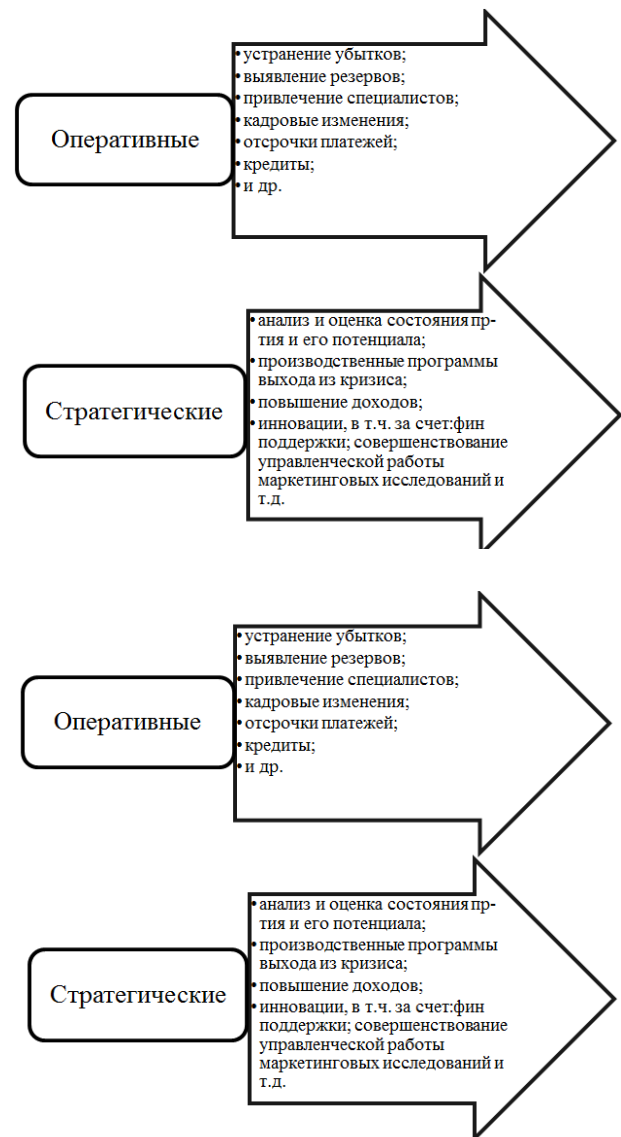 Оперативные
• устранение убытков;
• выявление резервов;
• привлечение специалистов;
• кадровые изменения;
• отсрочки платежей;
• кредиты;
• и др.
Стратегические
• анализ и оценка состояния пр-
тия и его потенциала;
• производственные программы
выхода из кризиса;
• повышение доходов;
• инновации, в т.ч. за счет:фин
поддержки; совершенствование
управленческой работы
маркетинговых исследований и
т.д.
Оперативные
• устранение убытков;
• выявление резервов;
• привлечение специалистов;
• кадровые изменения;
• отсрочки платежей;
• кредиты;
• и др.
Стратегические
• анализ и оценка состояния пр-
тия и его потенциала;
• производственные программы
выхода из кризиса;
• повышение доходов;
• инновации, в т.ч. за счет:фин
поддержки; совершенствование
управленческой работы
маркетинговых исследований и
т.д.